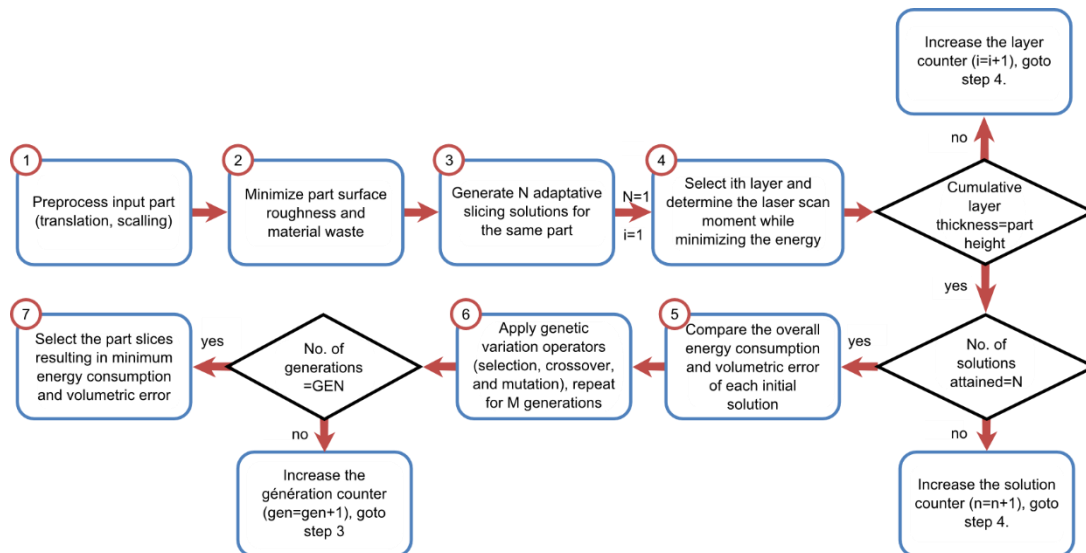 Increase the layer
counter (i=i+1), goto
step 4.
no
1
Preprocess input part
(translation, scalling)
2
Minimize part surface
roughness and
material waste
3
Generate N adaptative
slicing solutions for
the same part
N=1
i=1
4
Select ith layer and
determine the laser scan
moment while
minimizing the energy
Cumulative
layer
thickness=part
height
yes
7
Select the part slices
resulting in minimum
energy consumption
and volumetric error
yes
No. of
generations
=GEN
6
Apply genetic
variation operators
(selection, crossover,
and mutation), repeat
for M generations
5
Compare the overall
energy consumption
and volumetric error
of each initial
solution
yes
No. of
solutions
attained=N
no
Increase the
génération counter
(gen=gen+1), goto
step 3
no
Increase the solution
counter (n=n+1), goto
step 4.